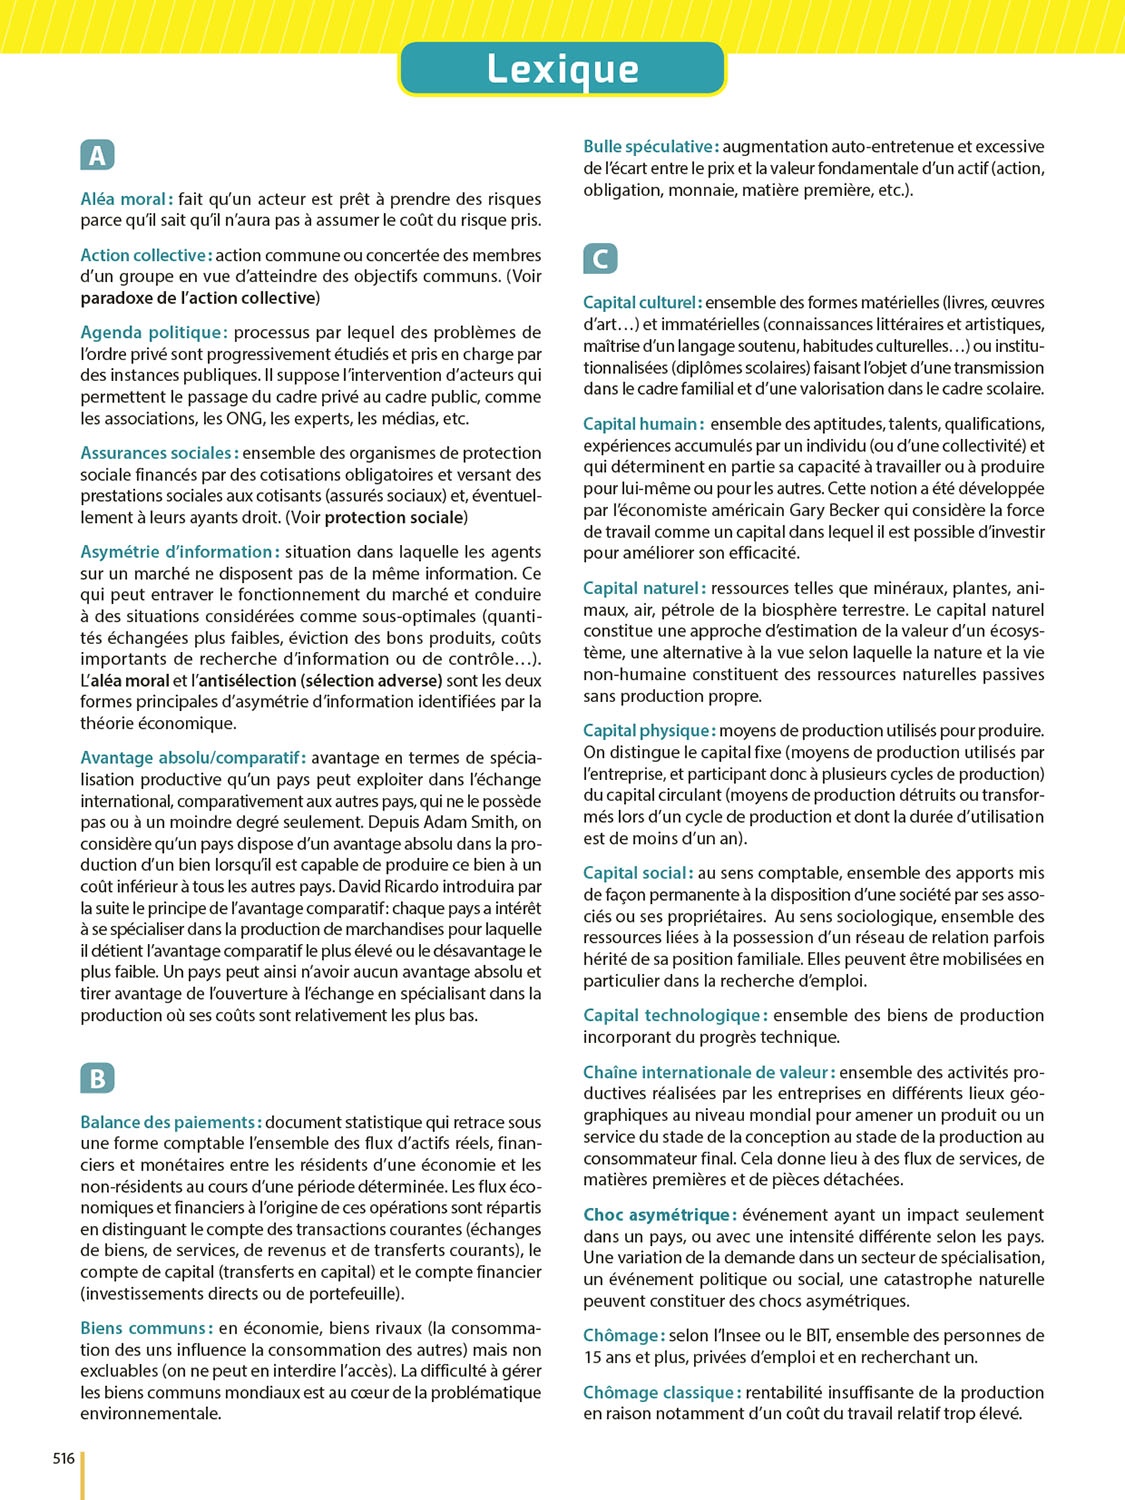 Lexique
A
Aléa moral : fait qu'un acteur est prêt à prendre des risques
parce qu'il sait qu'il n'aura pas à assumer le coût du risque pris.
Action collective : action commune ou concertée des membres
d'un groupe en vue d'atteindre des objectifs communs. (Voir
paradoxe de l'action collective)
Agenda politique : processus par lequel des problèmes de
l'ordre privé sont progressivement étudiés et pris en charge par
des instances publiques. Il suppose l'intervention d'acteurs qui
permettent le passage du cadre privé au cadre public, comme
les associations, les ONG, les experts, les médias, etc.
Assurances sociales : ensemble des organismes de protection
sociale financés par des cotisations obligatoires et versant des
prestations sociales aux cotisants (assurés sociaux) et, éventuel-
lement à leurs ayants droit. (Voir protection sociale)
Asymétrie d'information : situation dans laquelle les agents
sur un marché ne disposent pas de la même information. Ce
qui peut entraver le fonctionnement du marché et conduire
à des situations considérées comme sous-optimales (quanti-
tés échangées plus faibles, éviction des bons produits, coûts
importants de recherche d'information ou de contrôle…).
L'aléa moral et l'antisélection (sélection adverse) sont les deux
formes principales d'asymétrie d'information identifiées par la
théorie économique.
Avantage absolu/comparatif : avantage en termes de spécia-
lisation productive qu'un pays peut exploiter dans l'échange
international, comparativement aux autres pays, qui ne le possède
pas ou à un moindre degré seulement. Depuis Adam Smith, on
considère qu'un pays dispose d'un avantage absolu dans la pro-
duction d'un bien lorsqu'il est capable de produire ce bien à un
coût inférieur à tous les autres pays. David Ricardo introduira par
la suite le principe de l'avantage comparatif : chaque pays a intérêt
à se spécialiser dans la production de marchandises pour laquelle
il détient l'avantage comparatif le plus élevé ou le désavantage le
plus faible. Un pays peut ainsi n'avoir aucun avantage absolu et
tirer avantage de l'ouverture à l'échange en spécialisant dans la
production où ses coûts sont relativement les plus bas.
B
Balance des paiements : document statistique qui retrace sous
une forme comptable l'ensemble des flux d'actifs réels, finan-
ciers et monétaires entre les résidents d'une économie et les
non-résidents au cours d'une période déterminée. Les flux éco-
nomiques et financiers à l'origine de ces opérations sont répartis
en distinguant le compte des transactions courantes (échanges
de biens, de services, de revenus et de transferts courants), le
compte de capital (transferts en capital) et le compte financier
(investissements directs ou de portefeuille).
Biens communs : en économie, biens rivaux (la consomma-
tion des uns influence la consommation des autres) mais non
excluables (on ne peut en interdire l'accès). La difficulté à gérer
les biens communs mondiaux est au cœur de la problématique
environnementale.
Bulle spéculative : augmentation auto-entretenue et excessive
de l'écart entre le prix et la valeur fondamentale d'un actif (action,
obligation, monnaie, matière première, etc.).
C
Capital culturel : ensemble des formes matérielles (livres, œuvres
d'art…) et immatérielles (connaissances littéraires et artistiques,
maîtrise d'un langage soutenu, habitudes culturelles…) ou institu-
tionnalisées (diplômes scolaires) faisant l'objet d'une transmission
dans le cadre familial et d'une valorisation dans le cadre scolaire.
Capital humain : ensemble des aptitudes, talents, qualifications,
expériences accumulés par un individu (ou d'une collectivité) et
qui déterminent en partie sa capacité à travailler ou à produire
pour lui-même ou pour les autres. Cette notion a été développée
par l'économiste américain Gary Becker qui considère la force
de travail comme un capital dans lequel il est possible d'investir
pour améliorer son efficacité.
Capital naturel : ressources telles que minéraux, plantes, ani-
maux, air, pétrole de la biosphère terrestre. Le capital naturel
constitue une approche d'estimation de la valeur d'un écosys-
tème, une alternative à la vue selon laquelle la nature et la vie
non-humaine constituent des ressources naturelles passives
sans production propre.
Capital physique : moyens de production utilisés pour produire.
On distingue le capital fixe (moyens de production utilisés par
l'entreprise, et participant donc à plusieurs cycles de production)
du capital circulant (moyens de production détruits ou transfor-
més lors d'un cycle de production et dont la durée d'utilisation
est de moins d'un an).
Capital social : au sens comptable, ensemble des apports mis
de façon permanente à la disposition d'une société par ses asso-
ciés ou ses propriétaires. Au sens sociologique, ensemble des
ressources liées à la possession d'un réseau de relation parfois
hérité de sa position familiale. Elles peuvent être mobilisées en
particulier dans la recherche d'emploi.
Capital technologique : ensemble des biens de production
incorporant du progrès technique.
Chaîne internationale de valeur : ensemble des activités pro-
ductives réalisées par les entreprises en différents lieux géo-
graphiques au niveau mondial pour amener un produit ou un
service du stade de la conception au stade de la production au
consommateur final. Cela donne lieu à des flux de services, de
matières premières et de pièces détachées.
Choc asymétrique : événement ayant un impact seulement
dans un pays, ou avec une intensité différente selon les pays.
Une variation de la demande dans un secteur de spécialisation,
un événement politique ou social, une catastrophe naturelle
peuvent constituer des chocs asymétriques.
Chômage : selon l'Insee ou le BIT, ensemble des personnes de
15 ans et plus, privées d'emploi et en recherchant un.
Chômage classique : rentabilité insuffisante de la production
en raison notamment d'un coût du travail relatif trop élevé.
516